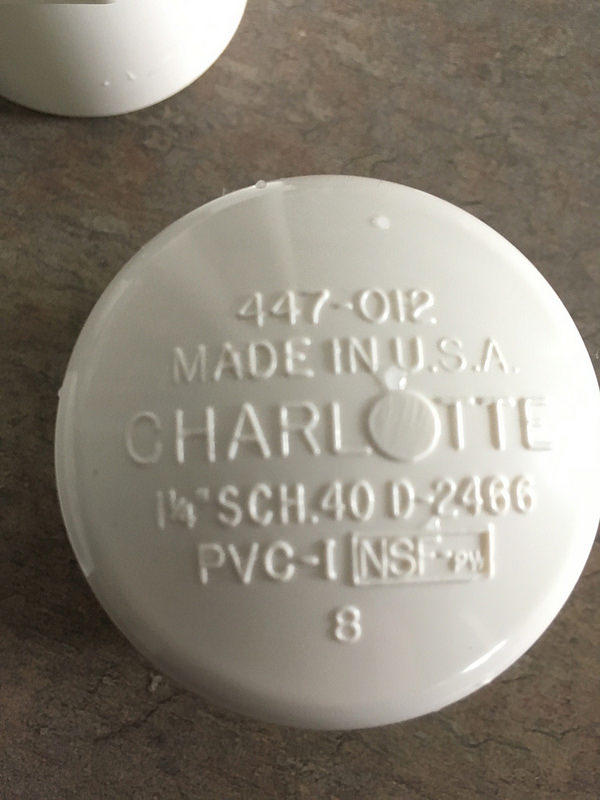 447-012
MADE IN U.S.A.
CHARLOTTE
1¼" SCH.40 D-2466
PVC-I NSF-pw
8